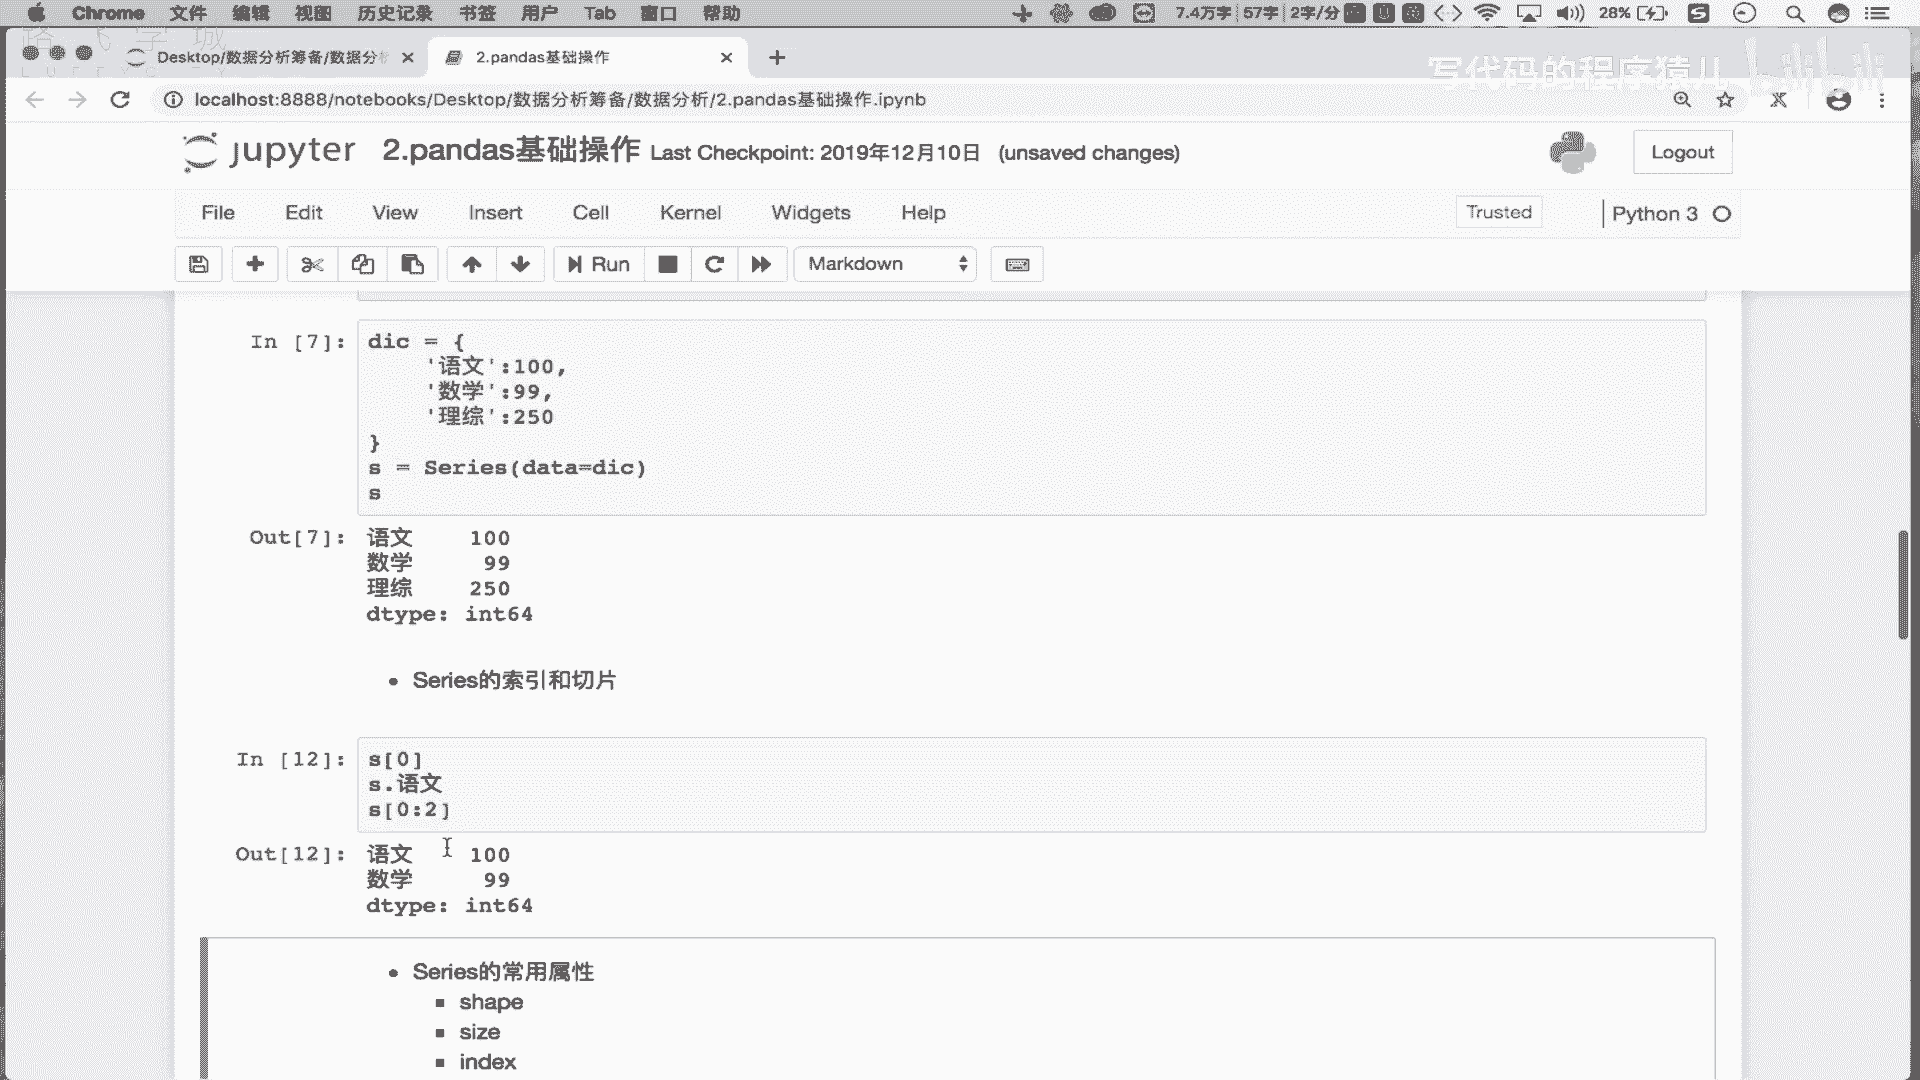 Chrome 文件 编辑 视图 历史记录 书签 用户 Tab 窗口 帮助 7.4万字 57字 2字/分 28%
Desktop/数据分析筹备/数据分析 2.pandas基础操作
写代码的程序猿儿 bilibili
localhost:8888/notebooks/Desktop/数据分析筹备/数据分析/2.pandas基础操作.ipynb
jupyter 2.pandas基础操作 Last Checkpoint: 2019年12月10日 (unsaved changes) Logout
File Edit View Insert Cell Kernel Widgets Help Trusted Python 3
Run Markdown
In [7]: dic = {
'语文':100,
'数学':99,
'理综':250
}
s = Series(data=dic)
s
Out[7]: 语文 100
数学 99
理综 250
dtype: int64
Series的索引和切片
In [12]: s[0]
s.语文
s[0:2]
Out[12]: 语文 100
数学 99
dtype: int64
Series的常用属性
shape
size
index